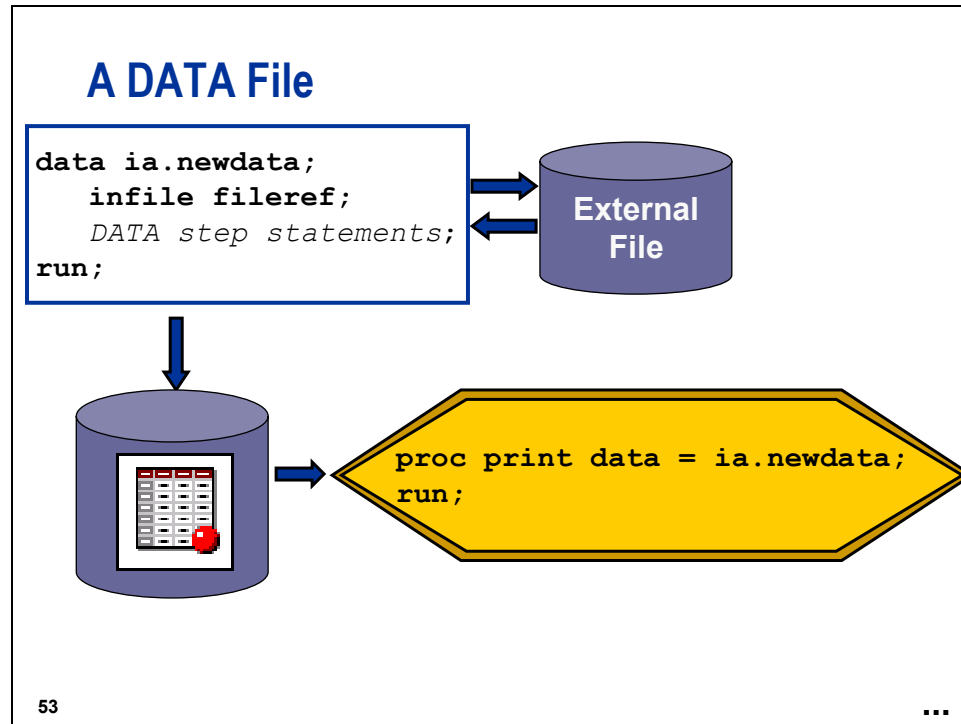 A DATA File
data ia.newdata;
infile fileref;
DATA step statements;
run;
External
File
proc print data = ia.newdata;
run;
53
...